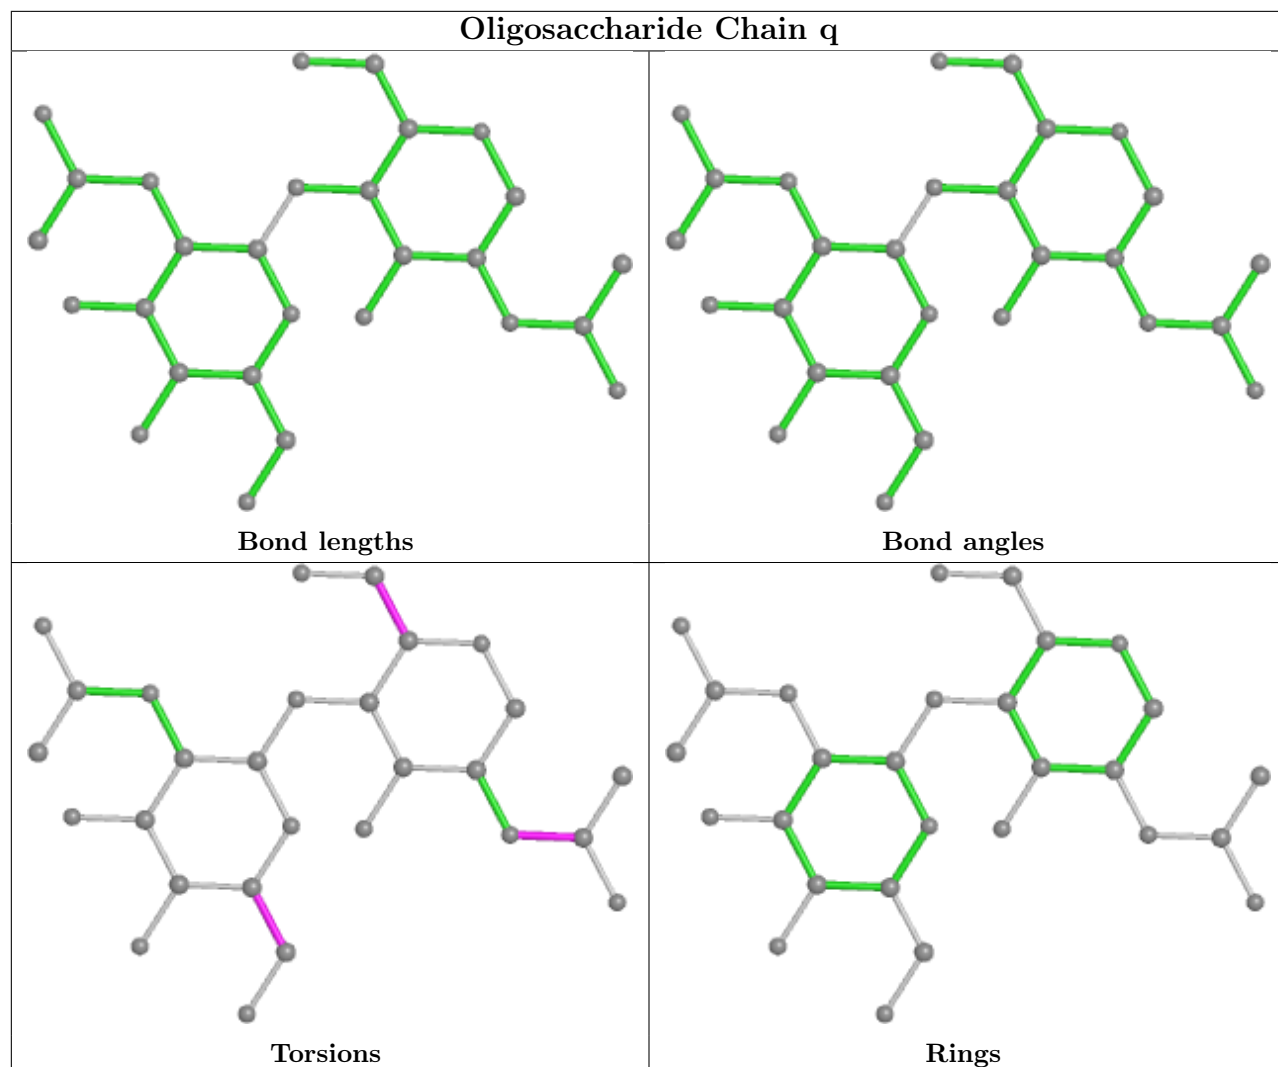 Oligosaccharide Chain q
Bond lengths
Bond angles
Torsions
Rings